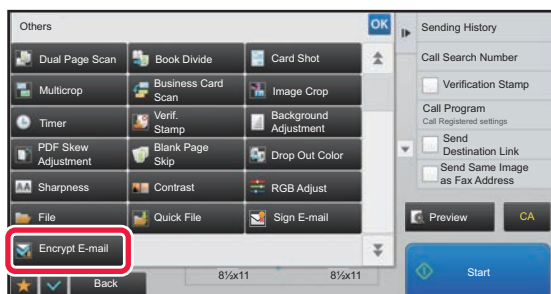 Others
OK
Dual Page Scan
Book Divide
Card Shot
Multicrop
Business Card
Scan
Image Crop
Timer
Verif.
Stamp
Background
Adjustment
PDF Skew
Adjustment
Blank Page
Skip
Drop Out Color
Sharpness
Contrast
RGB Adjust
File
Quick File
Sign E-mail
Encrypt E-mail
8½x11
8½x11
Back
Sending History
Call Search Number
Verification Stamp
Call Program
Call Registered settings
Send
Destination Link
Send Same Image
as Fax Address
Preview
CA
Start